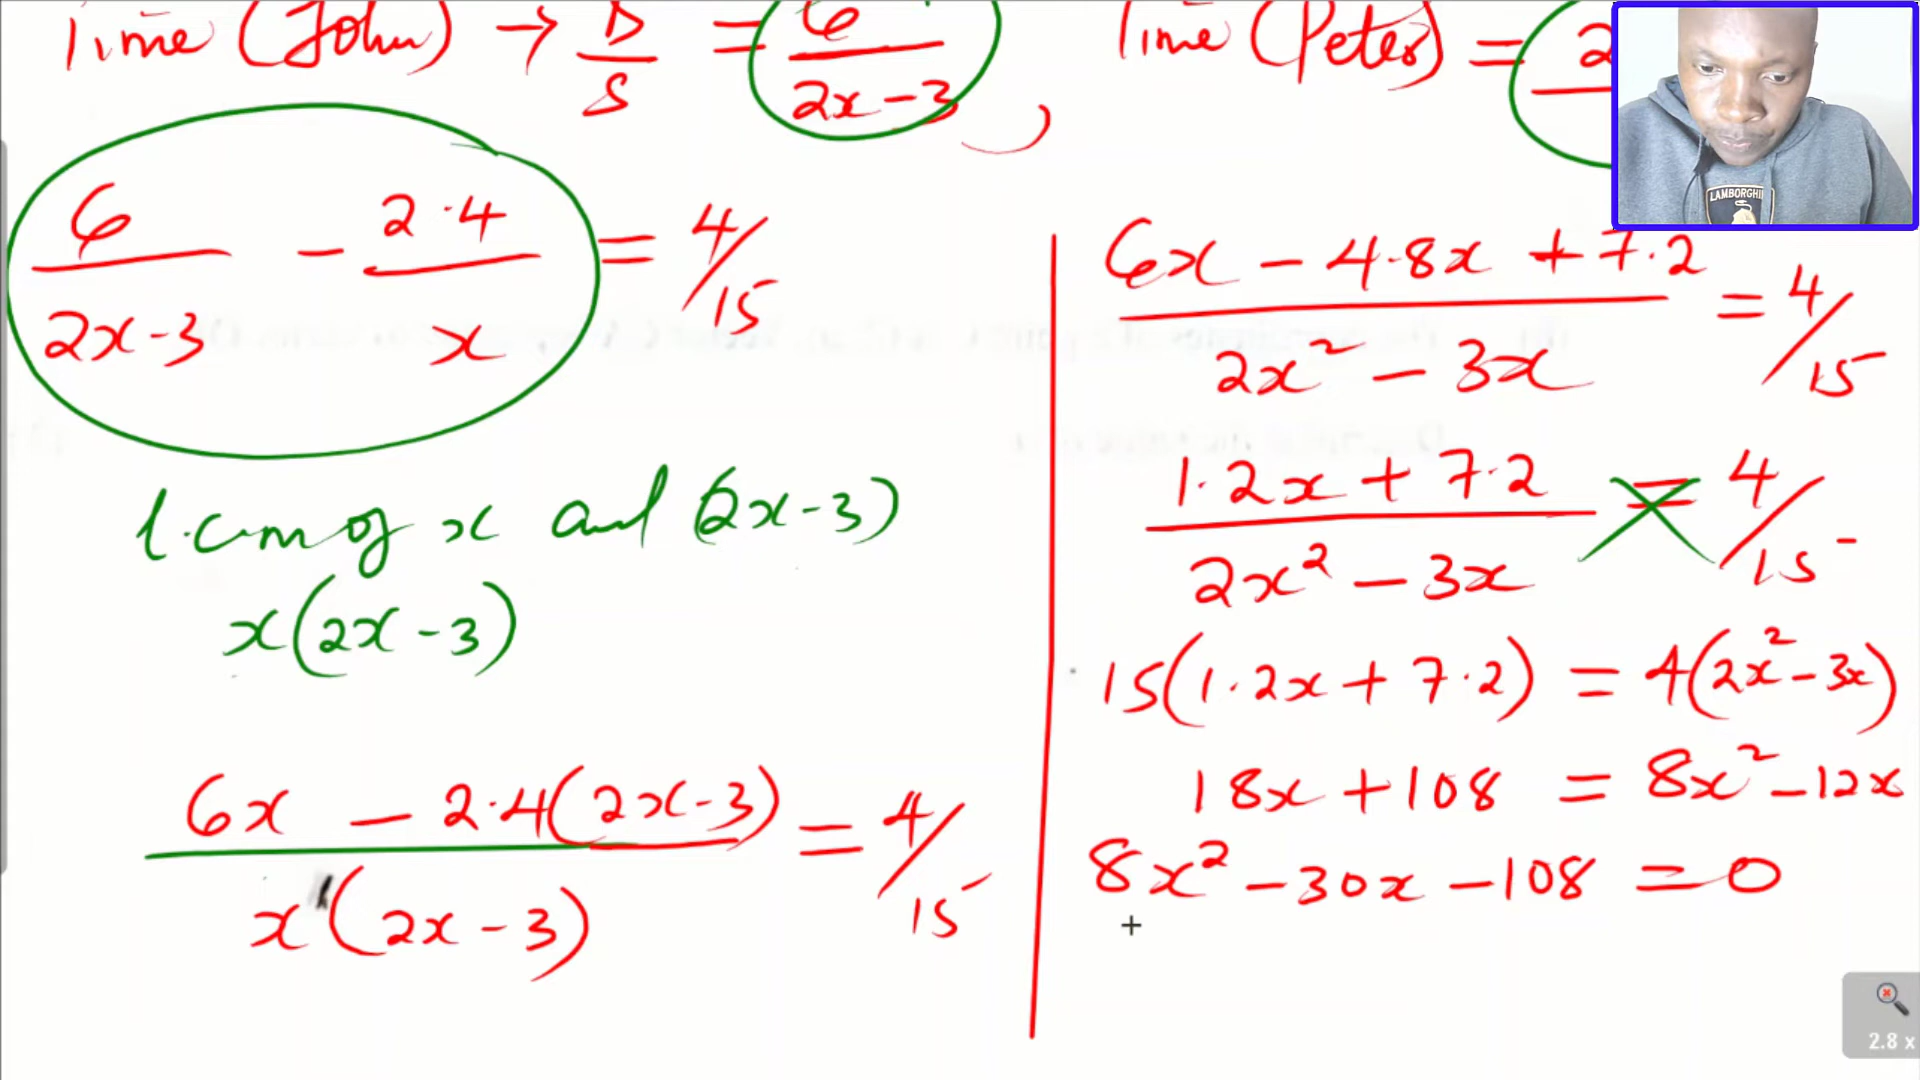 Time (John) → D/S = 6/(2x-3), Time (Peter) = 2
6/(2x-3) - 2.4/x = 4/15
l.c.m of x and (2x-3)
x(2x-3)
(6x - 2.4(2x-3))/(x(2x-3)) = 4/15
(6x - 4.8x + 7.2)/(2x² - 3x) = 4/15
(1.2x + 7.2)/(2x² - 3x) = 4/15
15(1.2x + 7.2) = 4(2x² - 3x)
18x + 108 = 8x² - 12x
8x² - 30x - 108 = 0
LAMBORGHI
2.8 x